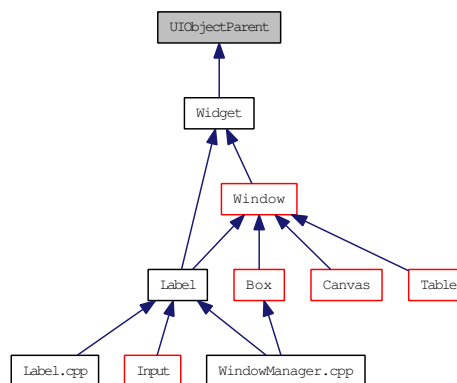 UIObjectParent
Widget
Window
Label
Box
Canvas
Table
Label.cpp
Input
WindowManager.cpp